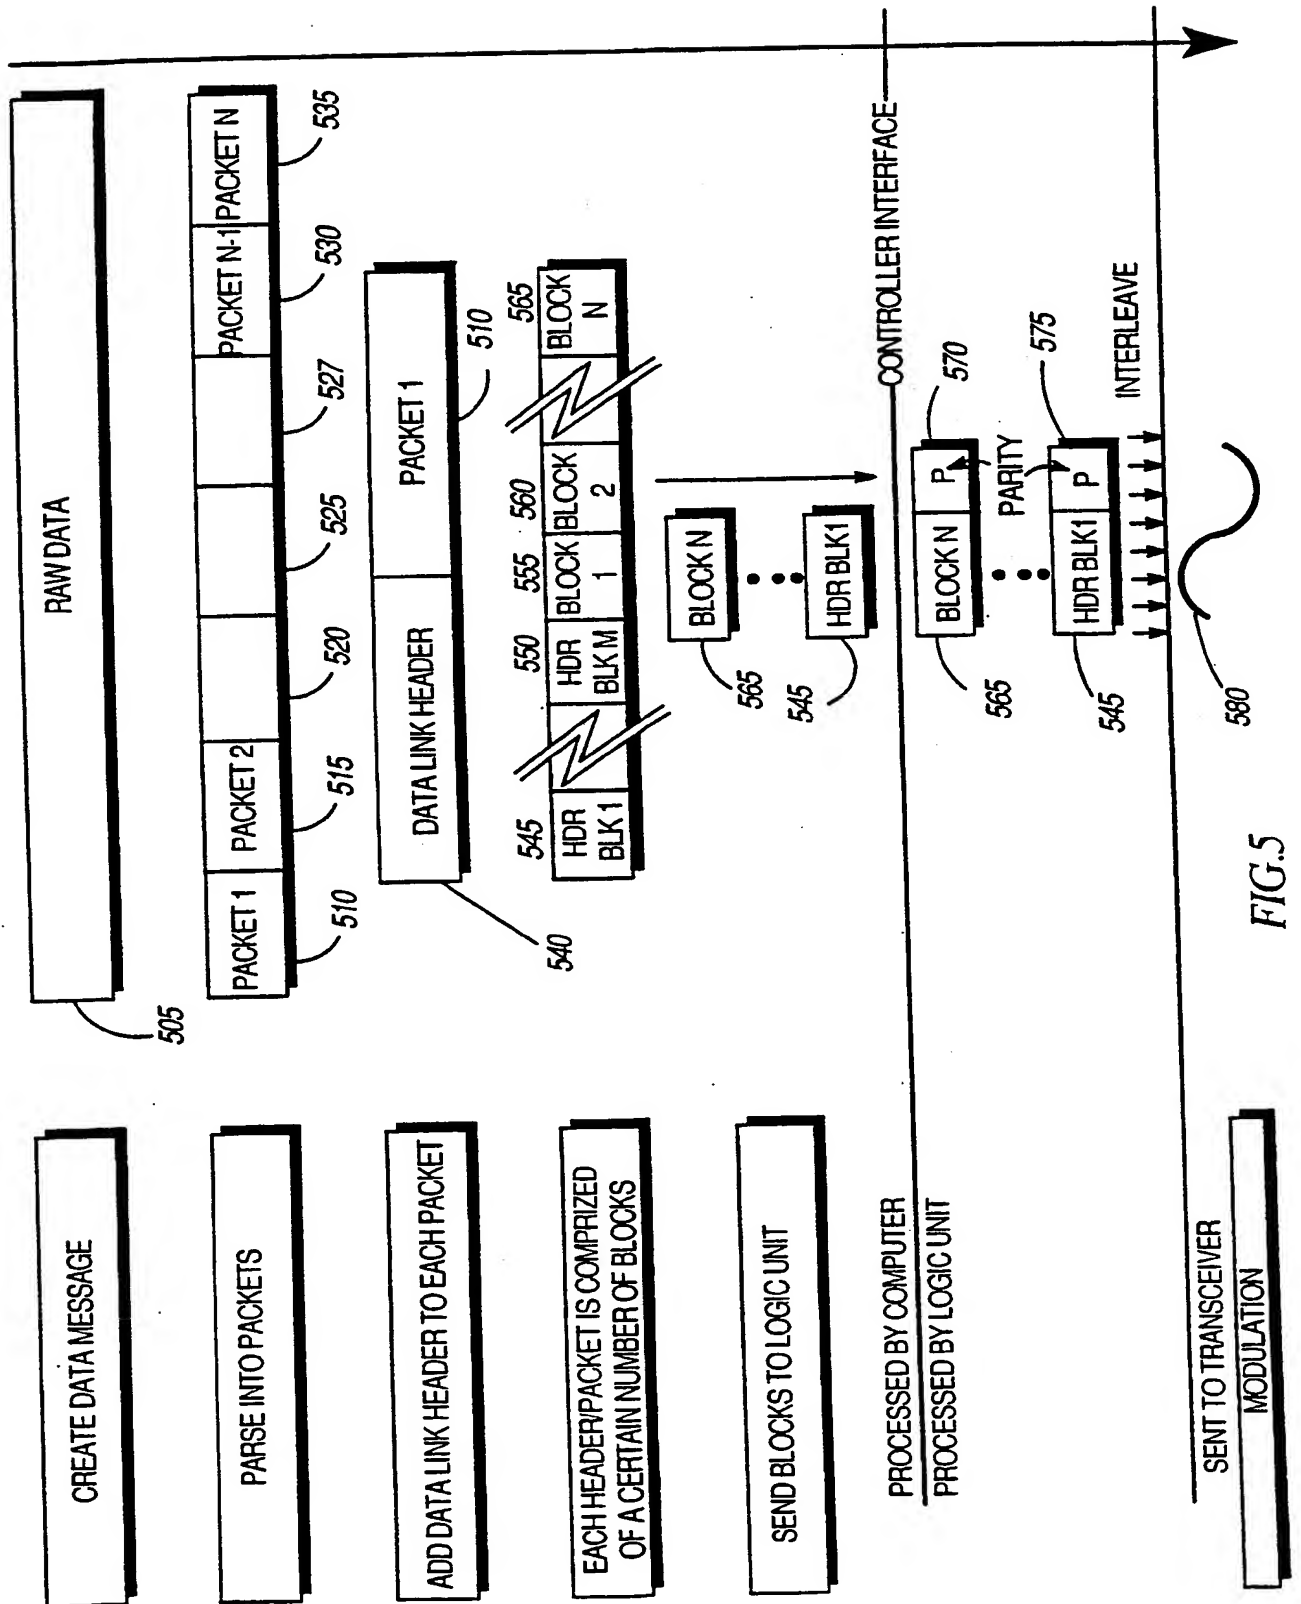 CREATE DATA MESSAGE
RAW DATA
505
PARSE INTO PACKETS
PACKET 1
PACKET 2
PACKET N-1
PACKET N
510
515
520
525
527
530
535
ADD DATA LINK HEADER TO EACH PACKET
DATA LINK HEADER
PACKET 1
540
510
EACH HEADER/PACKET IS COMPRIZED
OF A CERTAIN NUMBER OF BLOCKS
545
550
555
560
565
HDR
BLK 1
HDR
BLK M
BLOCK
1
BLOCK
2
BLOCK
N
SEND BLOCKS TO LOGIC UNIT
BLOCK N
565
HDR BLK1
545
PROCESSED BY COMPUTER
CONTROLLER INTERFACE
PROCESSED BY LOGIC UNIT
BLOCK N
P
565
570
PARITY
HDR BLK1
P
545
575
INTERLEAVE
SENT TO TRANSCEIVER
MODULATION
580
FIG.5